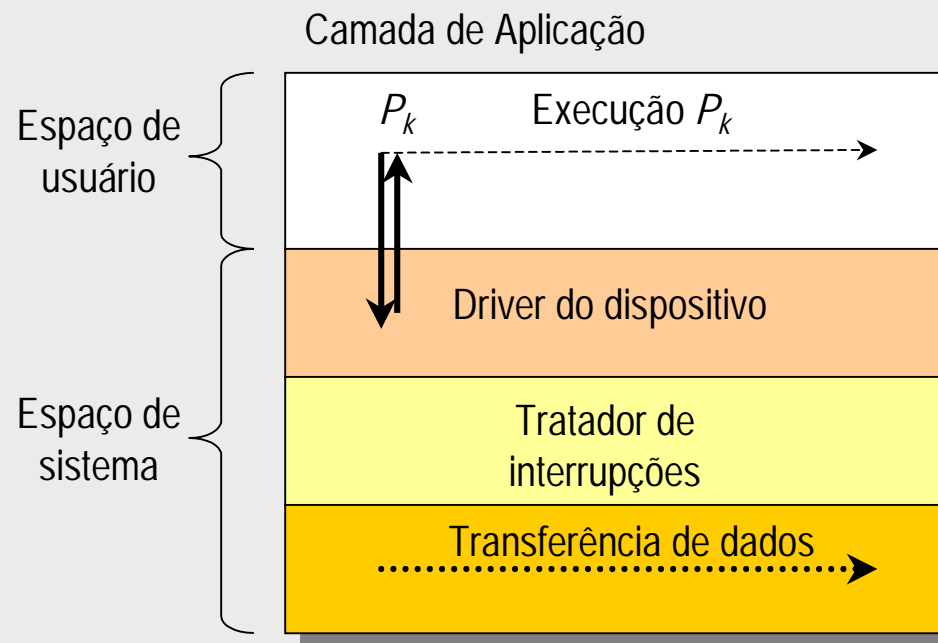 Camada de Aplicação
Espaço de
usuário
Pk
Execução Pk
Driver do dispositivo
Espaço de
sistema
Tratador de
interrupções
Transferência de dados